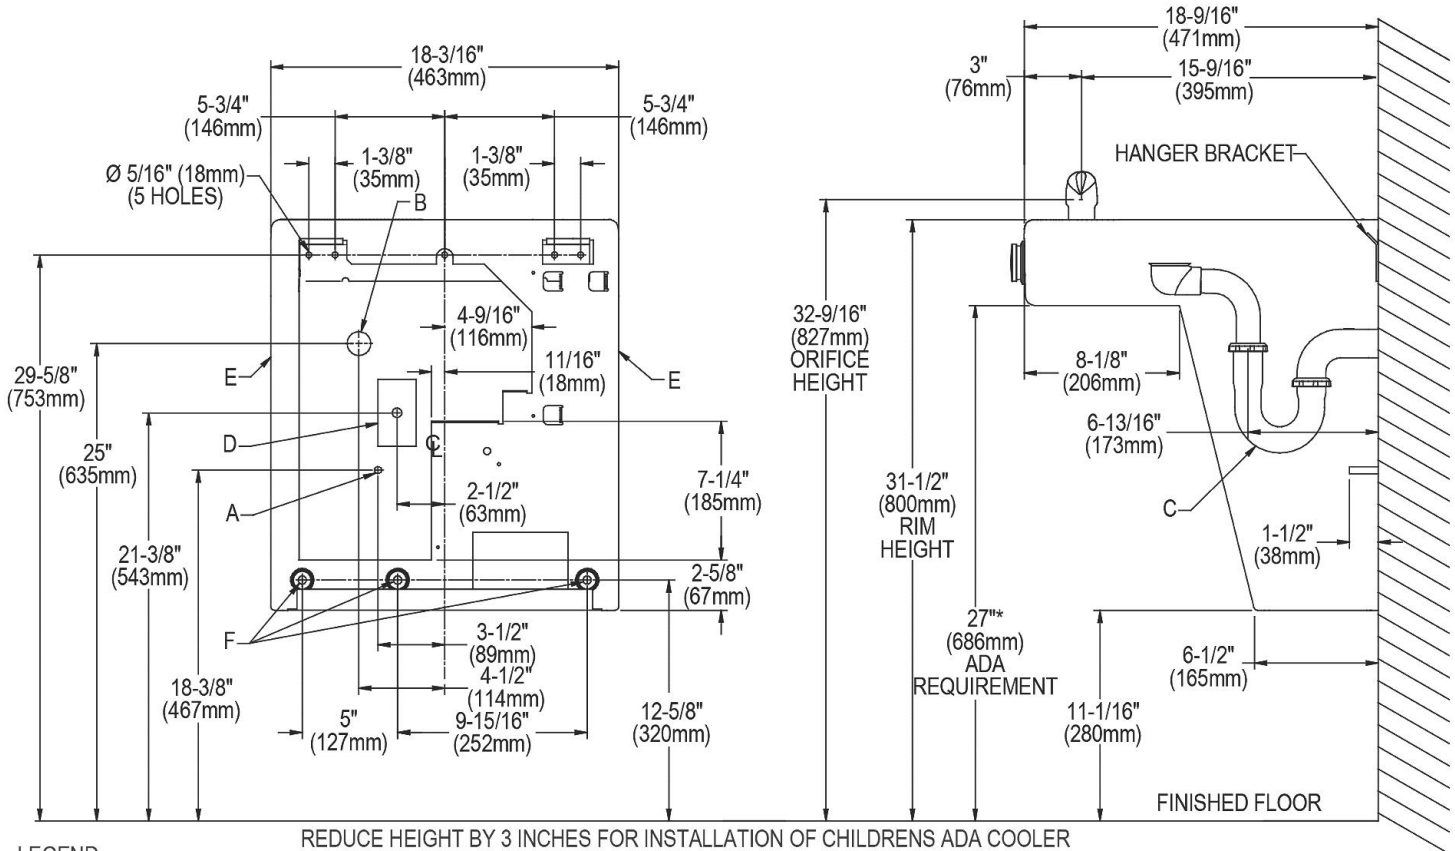 18-3/16"
(463mm)
5-3/4"
(146mm)
5-3/4"
(146mm)
1-3/8"
(35mm)
1-3/8"
(35mm)
Ø 5/16" (18mm)
(5 HOLES)
B
4-9/16"
(116mm)
11/16"
(18mm)
E
E
29-5/8"
(753mm)
25"
(635mm)
D
CL
A
2-1/2"
(63mm)
7-1/4"
(185mm)
21-3/8"
(543mm)
2-5/8"
(67mm)
F
3-1/2"
(89mm)
4-1/2"
(114mm)
18-3/8"
(467mm)
5"
(127mm)
9-15/16"
(252mm)
12-5/8"
(320mm)
18-9/16"
(471mm)
3"
(76mm)
15-9/16"
(395mm)
HANGER BRACKET
32-9/16"
(827mm)
ORIFICE
HEIGHT
8-1/8"
(206mm)
6-13/16"
(173mm)
31-1/2"
(800mm)
RIM
HEIGHT
C
1-1/2"
(38mm)
27"*
(686mm)
ADA
REQUIREMENT
6-1/2"
(165mm)
11-1/16"
(280mm)
FINISHED FLOOR
REDUCE HEIGHT BY 3 INCHES FOR INSTALLATION OF CHILDRENS ADA COOLER
LEGEND